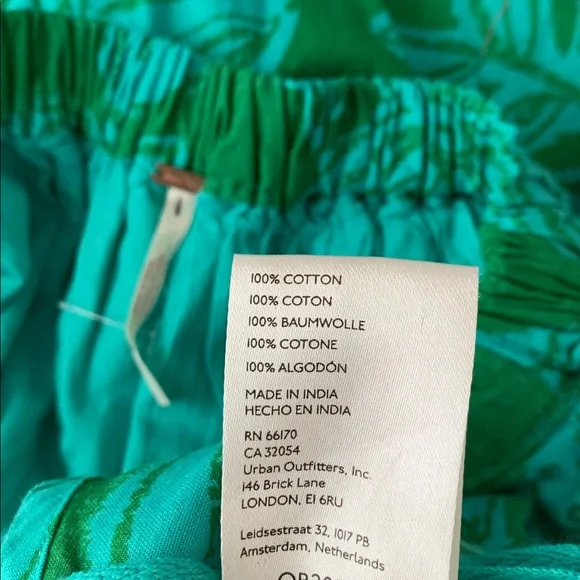 100% COTTON
100% COTON
100% BAUMWOLLE
100% COTONE
100% ALGODÓN
MADE IN INDIA
HECHO EN INDIA
RN 66170
CA 32054
Urban Outfitters, Inc.
146 Brick Lane
LONDON, E1 6RU
Leidsestraat 32, 1017 PB
Amsterdam, Netherlands